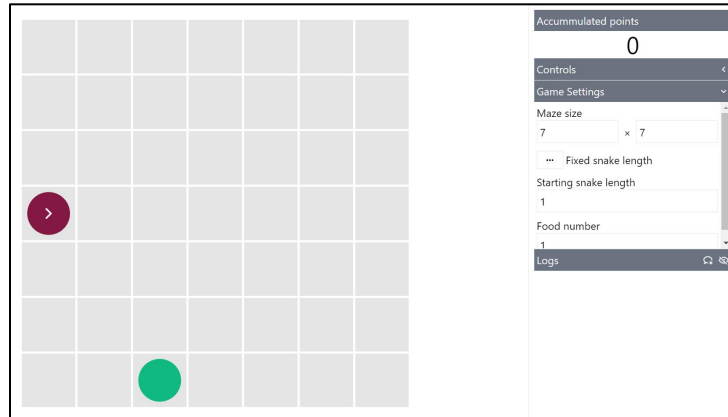 Accummulated points
0
Controls
Game Settings
Maze size
7 × 7
Fixed snake length
Starting snake length
1
Food number
1
Logs